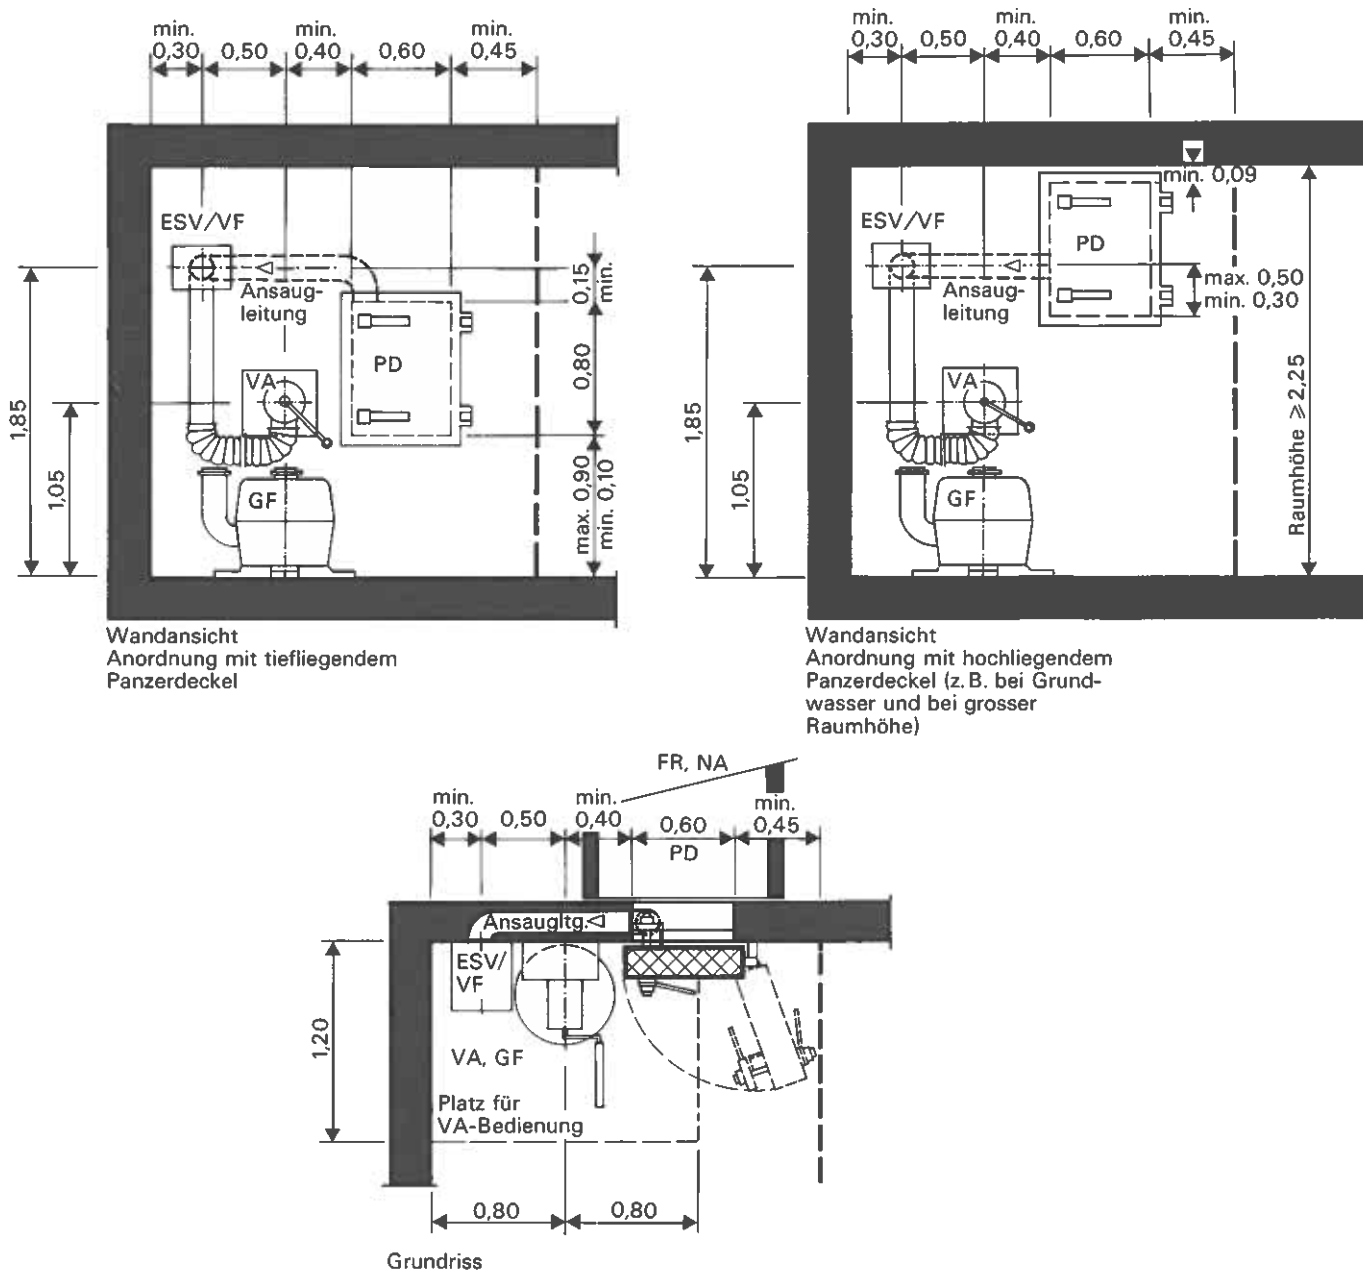 min.
0,30
0,50
min.
0,40
0,60
min.
0,45
ESV/VF
Ansaug-
leitung
VA
PD
GF
1,85
1,05
0,15
min.
0,80
max. 0,90
min. 0,10
Wandansicht
Anordnung mit tiefliegendem
Panzerdeckel
min.
0,30
0,50
min.
0,40
0,60
min.
0,45
min. 0,09
ESV/VF
PD
Ansaug-
leitung
max. 0,50
min. 0,30
VA
GF
1,85
1,05
Raumhöhe ⩾ 2,25
Wandansicht
Anordnung mit hochliegendem
Panzerdeckel (z.B. bei Grund-
wasser und bei grosser
Raumhöhe)
FR, NA
min.
0,30
0,50
min.
0,40
0,60
min.
0,45
PD
Ansaugltg.
ESV/
VF
1,20
VA, GF
Platz für
VA-Bedienung
0,80
0,80
Grundriss